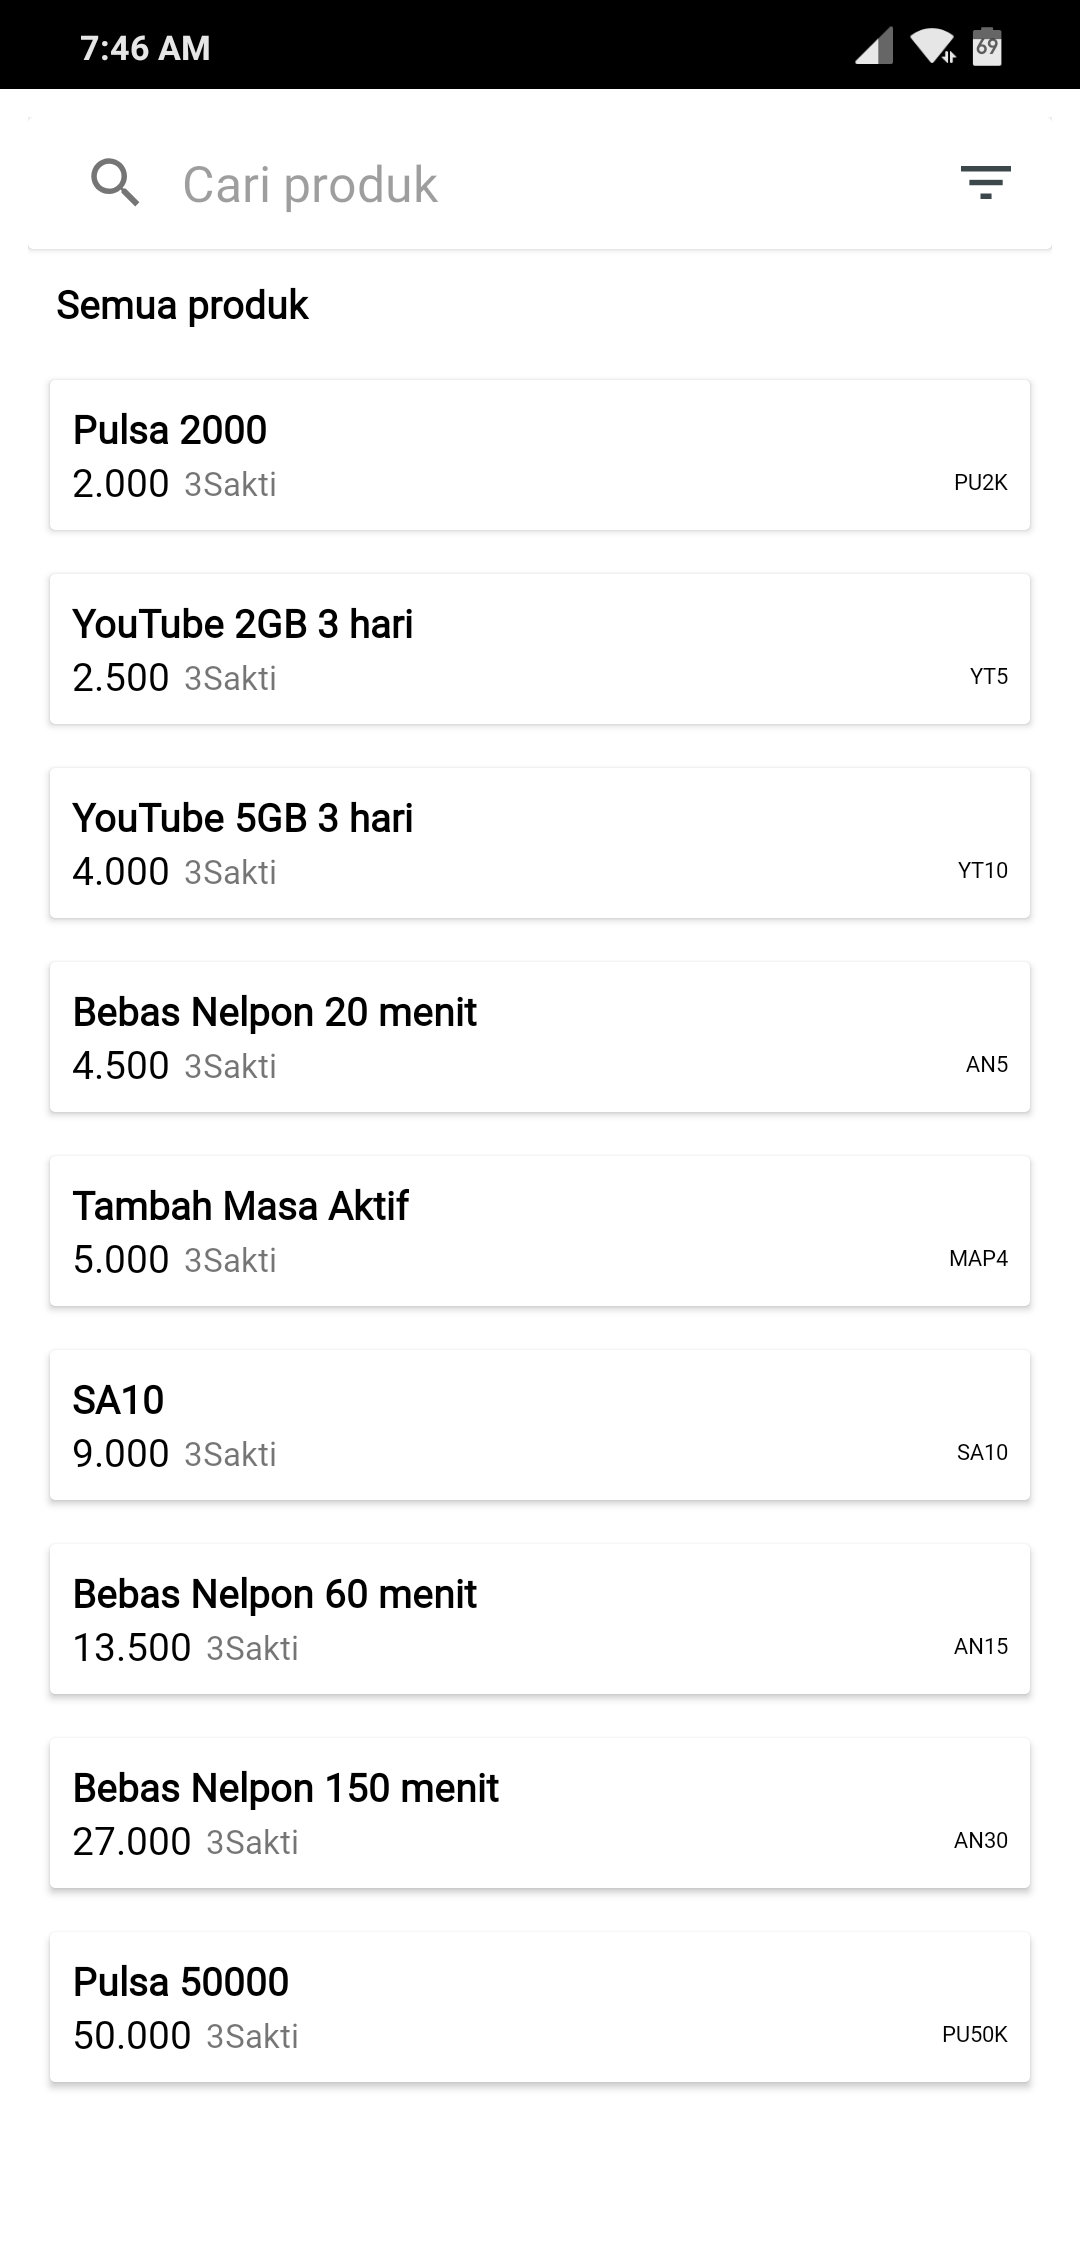 7:46 AM
69
Cari produk
Semua produk
Pulsa 2000
2.000 3Sakti PU2K
YouTube 2GB 3 hari
2.500 3Sakti YT5
YouTube 5GB 3 hari
4.000 3Sakti YT10
Bebas Nelpon 20 menit
4.500 3Sakti AN5
Tambah Masa Aktif
5.000 3Sakti MAP4
SA10
9.000 3Sakti SA10
Bebas Nelpon 60 menit
13.500 3Sakti AN15
Bebas Nelpon 150 menit
27.000 3Sakti AN30
Pulsa 50000
50.000 3Sakti PU50K